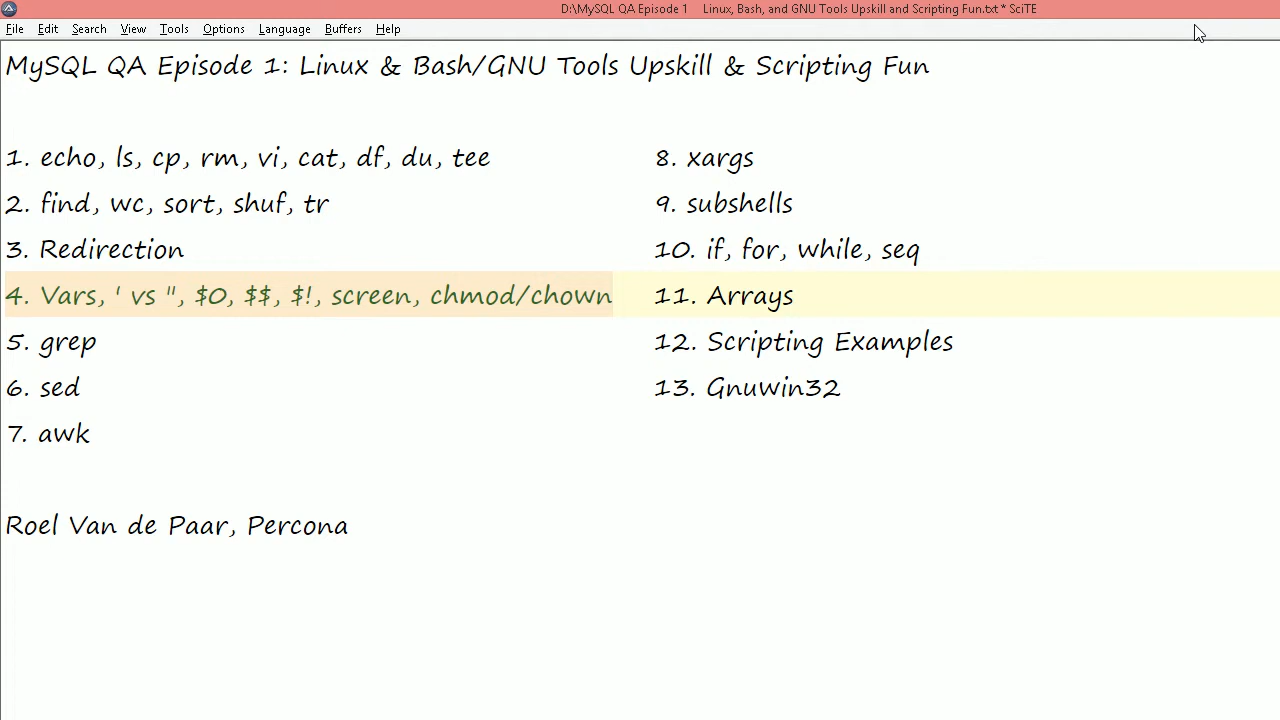 D:\MySQL QA Episode 1    Linux, Bash, and GNU Tools Upskill and Scripting Fun.txt * SciTE
File Edit Search View Tools Options Language Buffers Help
MySQL QA Episode 1: Linux & Bash/GNU Tools Upskill & Scripting Fun
1. echo, ls, cp, rm, vi, cat, df, du, tee    8. xargs
2. find, wc, sort, shuf, tr    9. subshells
3. Redirection    10. if, for, while, seq
4. Vars, ' vs ", $0, $$, $!, screen, chmod/chown    11. Arrays
5. grep    12. Scripting Examples
6. sed    13. Gnuwin32
7. awk
Roel Van de Paar, Percona